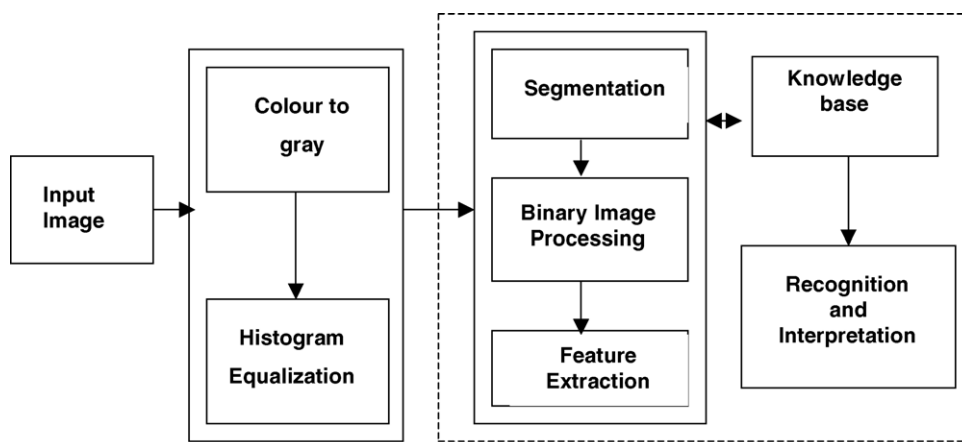 Input
Image
Colour to
gray
Histogram
Equalization
Segmentation
Binary Image
Processing
Feature
Extraction
Knowledge
base
Recognition
and
Interpretation